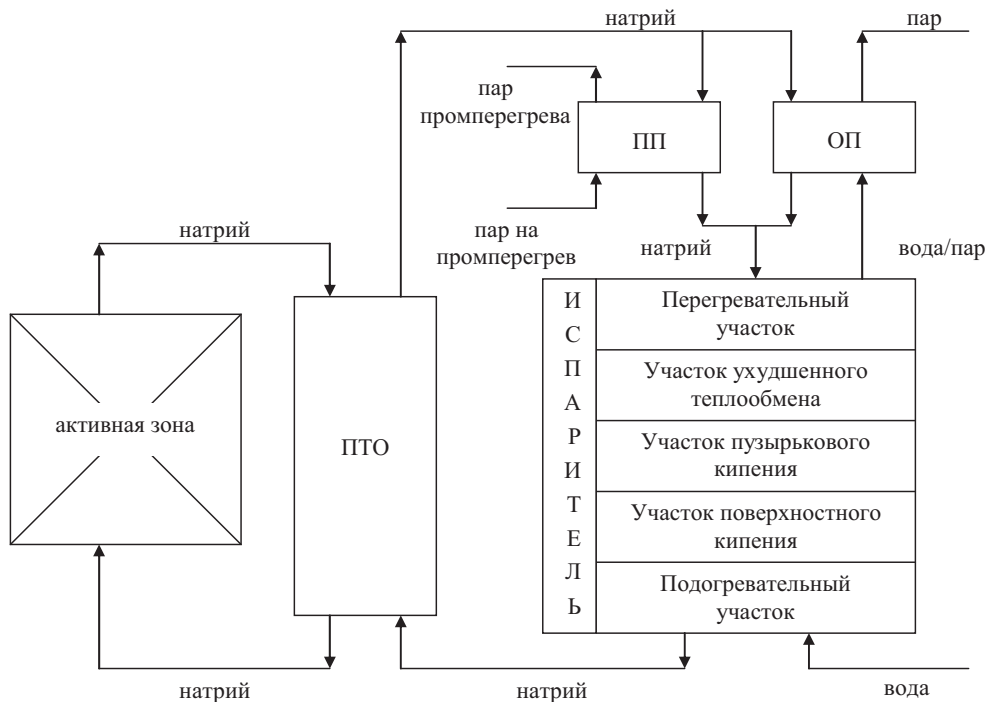 натрий
пар
пар
промперегрева
ПП
ОП
пар на
промперегрев
натрий
вода/пар
натрий
активная зона
ПТО
И
С
П
А
Р
И
Т
Е
Л
Ь
Перегревательный
участок
Участок ухудшенного
теплообмена
Участок пузырькового
кипения
Участок поверхностного
кипения
Подогревательный
участок
натрий
натрий
вода